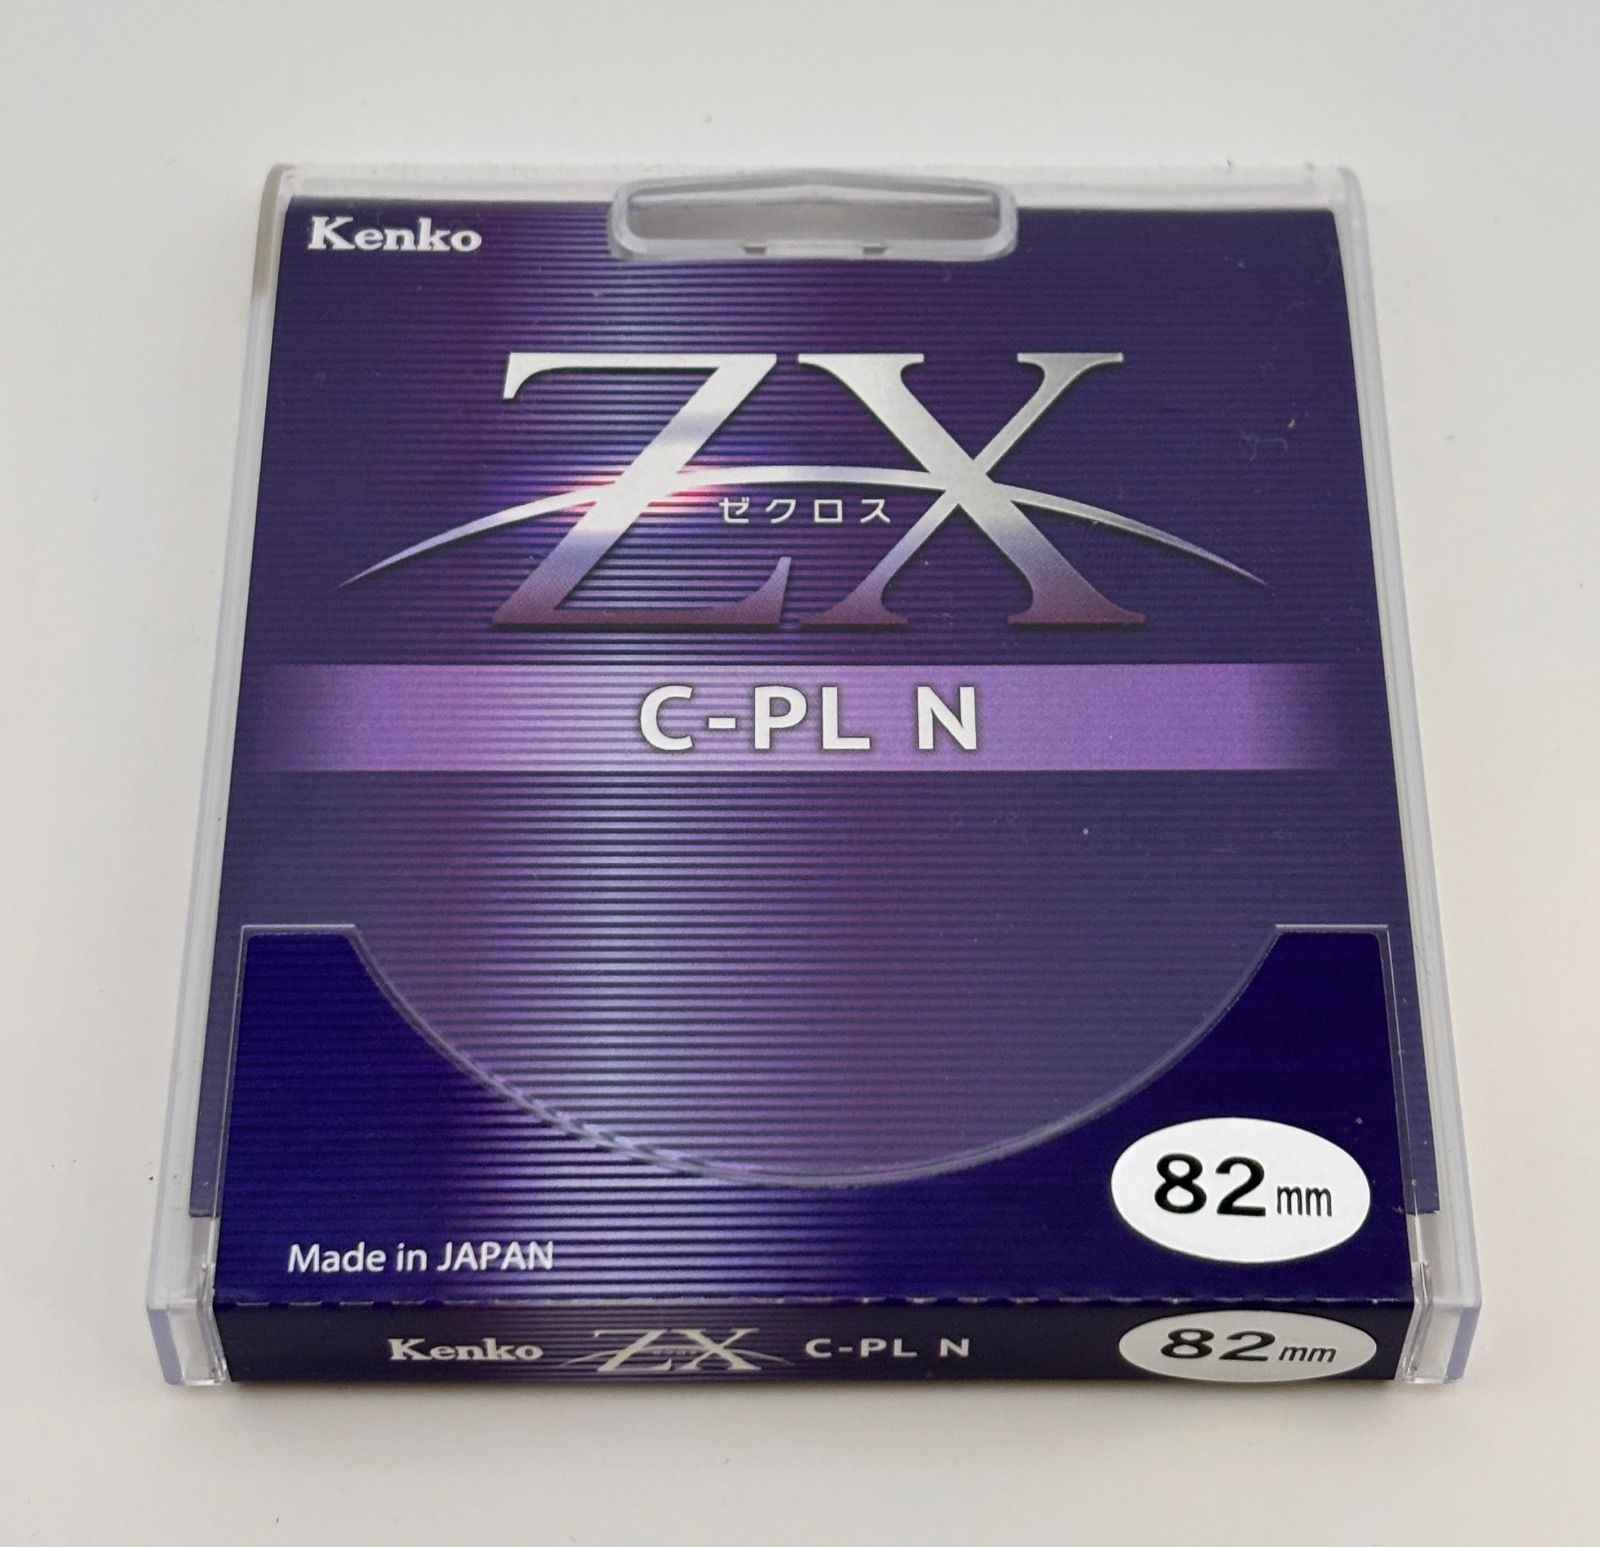 Kenko
ZX
ゼクロス
C-PL N
82mm
Made in JAPAN
Kenko ZX C-PL N 82mm